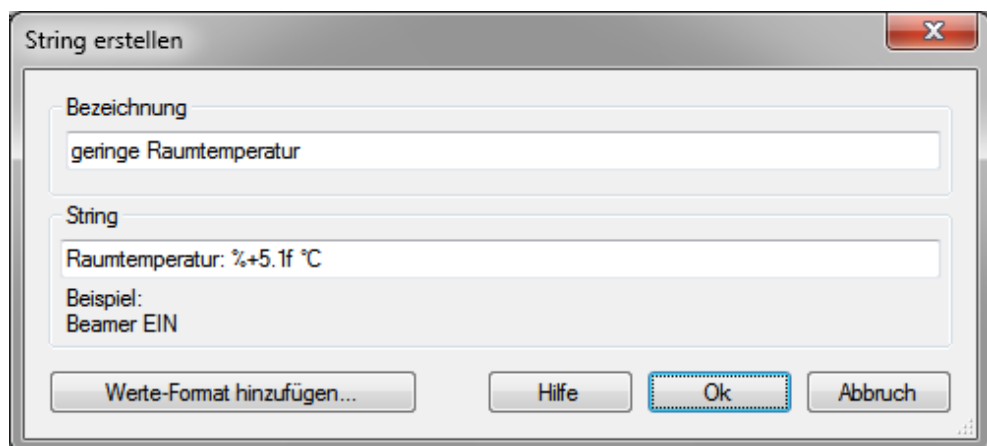 String erstellen
Bezeichnung
geringe Raumtemperatur
String
Raumtemperatur: %+5.1f °C
Beispiel:
Beamer EIN
Werte-Format hinzufügen... Hilfe Ok Abbruch